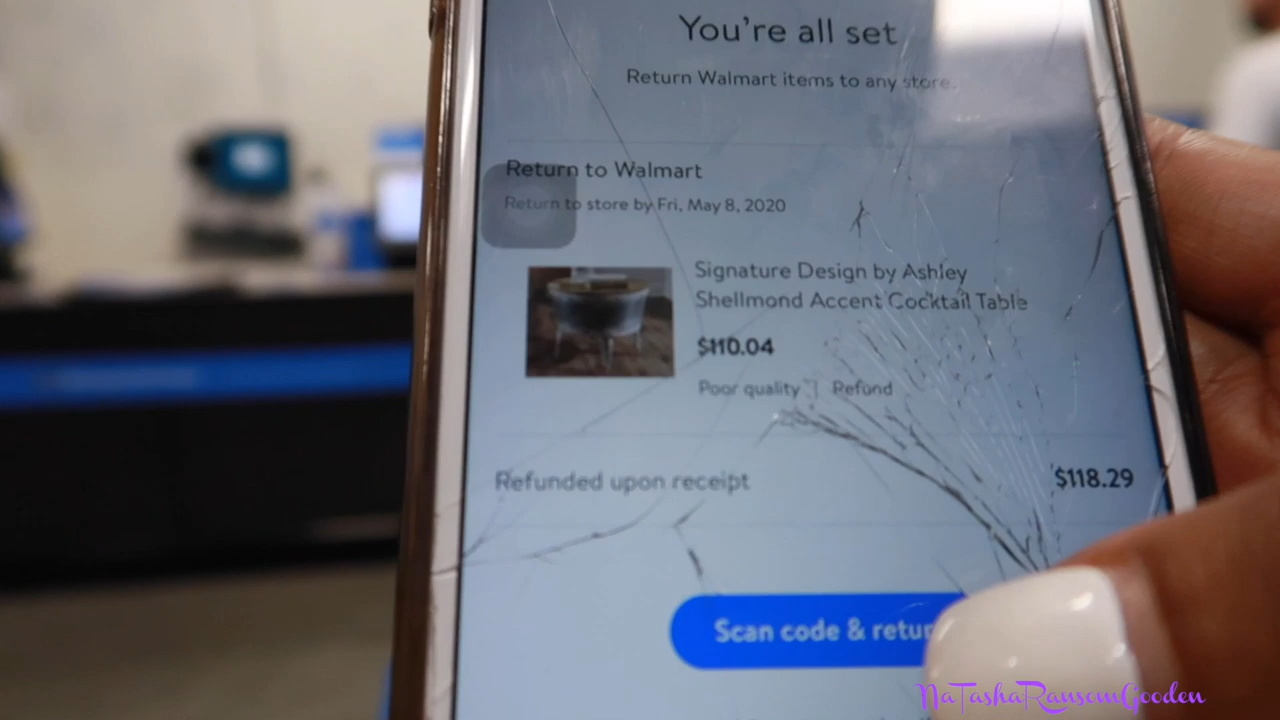 You're all set
Return Walmart items to any store.
Return to Walmart
Return to store by Fri, May 8, 2020
Signature Design by Ashley
Shellmond Accent Cocktail Table
$110.04
Poor quality | Refund
Refunded upon receipt $118.29
Scan code & retur
NaTashaRansomGooden